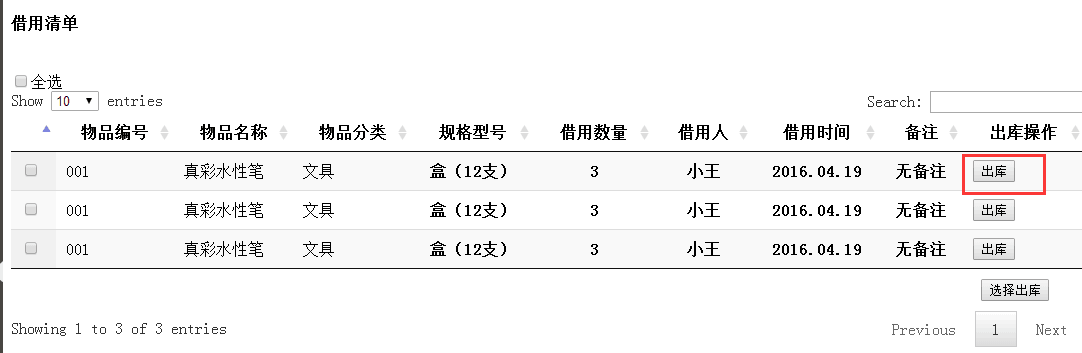 借用清单
全选
Show 10 entries Search:
物品编号 物品名称 物品分类 规格型号 借用数量 借用人 借用时间 备注 出库操作
001 真彩水性笔 文具 盒（12支） 3 小王 2016.04.19 无备注 出库
001 真彩水性笔 文具 盒（12支） 3 小王 2016.04.19 无备注 出库
001 真彩水性笔 文具 盒（12支） 3 小王 2016.04.19 无备注 出库
选择出库
Showing 1 to 3 of 3 entries Previous 1 Next